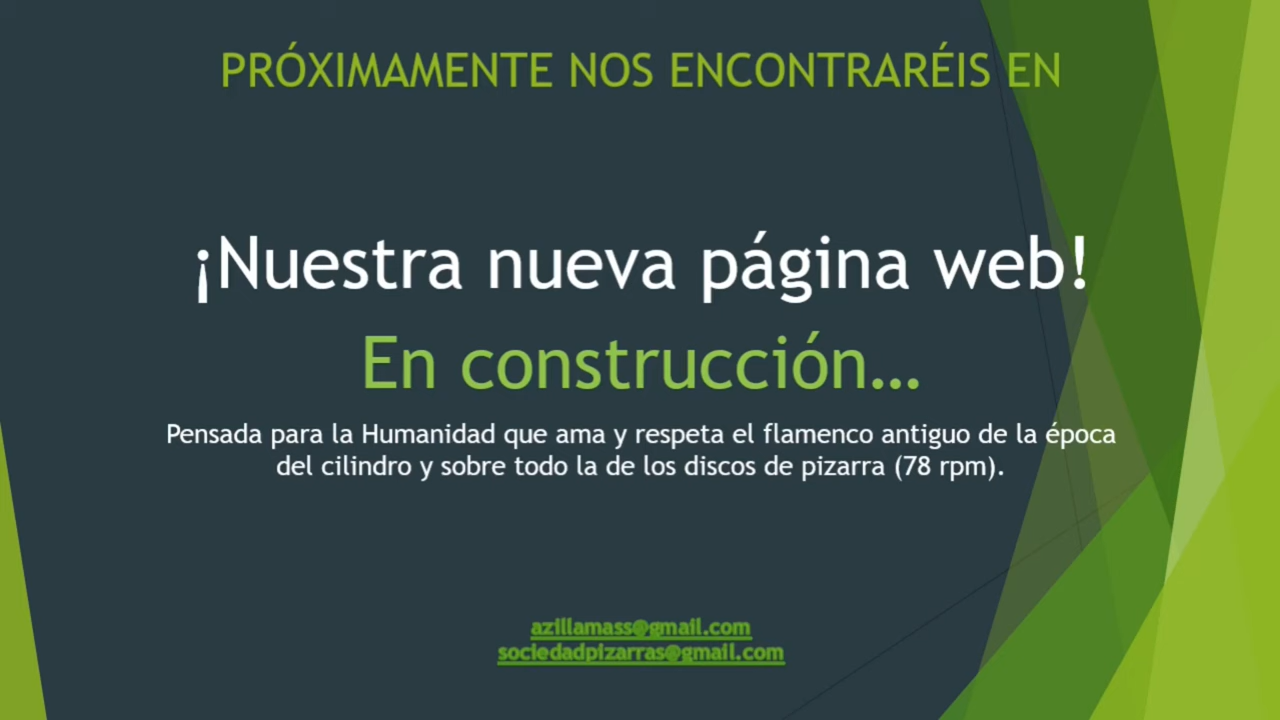 PRÓXIMAMENTE NOS ENCONTRARÉIS EN
¡Nuestra nueva página web!
En construcción…
Pensada para la Humanidad que ama y respeta el flamenco antiguo de la época
del cilindro y sobre todo la de los discos de pizarra (78 rpm).
azillamass@gmail.com
sociedadpizarras@gmail.com